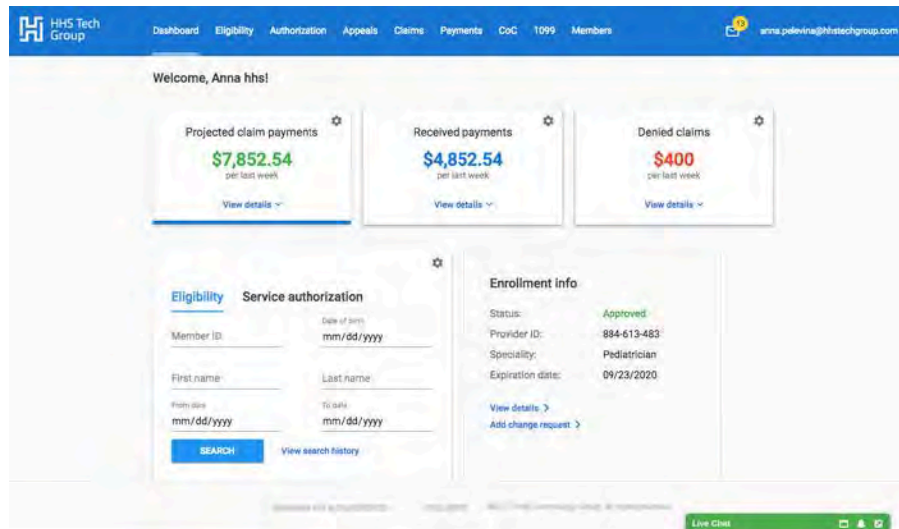 HHS Tech
Group
Dashboard Eligibility Authorization Appeals Claims Payments CoC 1099 Members
13
anna.pelevina@hhstechgroup.com
Welcome, Anna hhs!
Projected claim payments
$7,852.54
per last week
View details
Received payments
$4,852.54
per last week
View details
Denied claims
$400
per last week
View details
Eligibility Service authorization
Member ID
Date of birth
mm/dd/yyyy
First name
Last name
From date
mm/dd/yyyy
To date
mm/dd/yyyy
SEARCH
View search history
Enrollment info
Status: Approved
Provider ID: 884-613-483
Speciality: Pediatrician
Expiration date: 09/23/2020
View details
Add change request
Live Chat